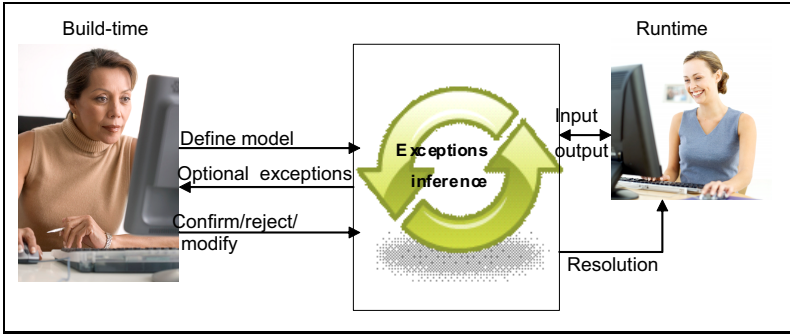 Build-time
Runtime
Define model
Optional exceptions
Confirm/reject/
modify
Exceptions
inference
Input
output
Resolution